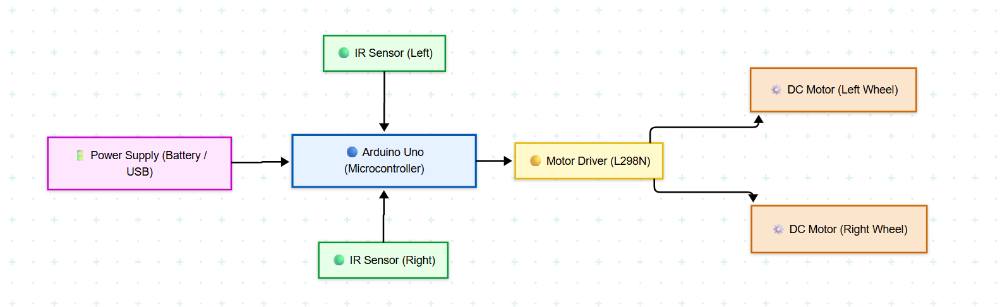 IR Sensor (Left)
DC Motor (Left Wheel)
Power Supply (Battery /
USB)
Arduino Uno
(Microcontroller)
Motor Driver (L298N)
DC Motor (Right Wheel)
IR Sensor (Right)